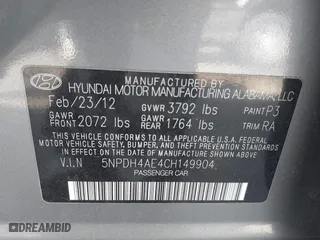 MANUFACTURED BY
HYUNDAI MOTOR MANUFACTURING ALABAMA, LLC
Feb/23/12 GVWR 3792 lbs PAINT P3
GAWR FRONT 2072 lbs GAWR REAR 1764 lbs TRIM RA
THIS VEHICLE CONFORMS TO ALL APPLICABLE U.S. FEDERAL MOTOR VEHICLE SAFETY, BUMPER, AND THEFT PREVENTION STANDARDS IN EFFECT ON THE DATE OF MANUFACTURE SHOWN ABOVE.
V.I.N 5NPDH4AE4CH149904
PASSENGER CAR